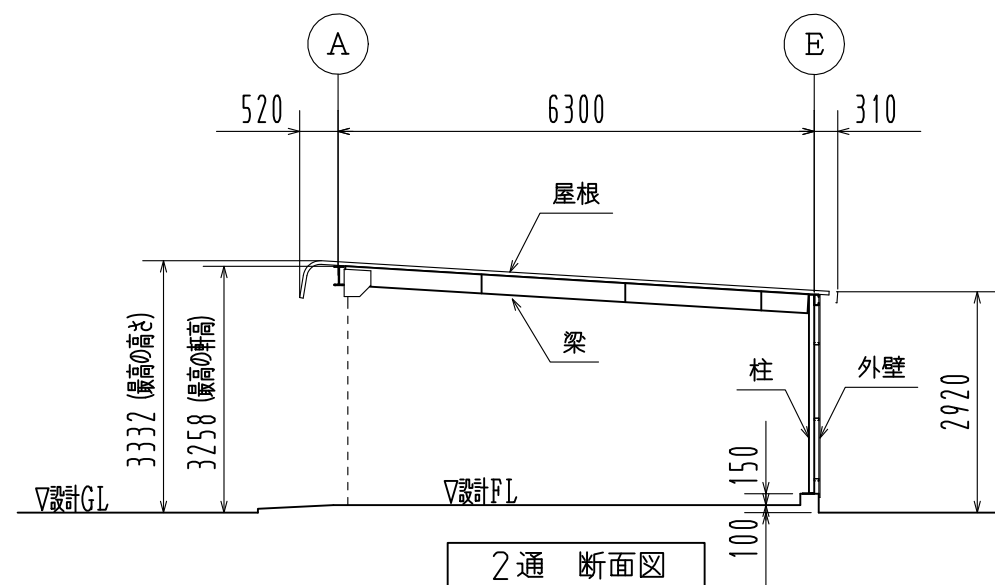 A
E
520
6300
310
屋根
梁
柱
外壁
3332 (最高の高さ)
3258 (最高の軒高)
2920
150
100
▽設計GL
▽設計FL
2通 断面図